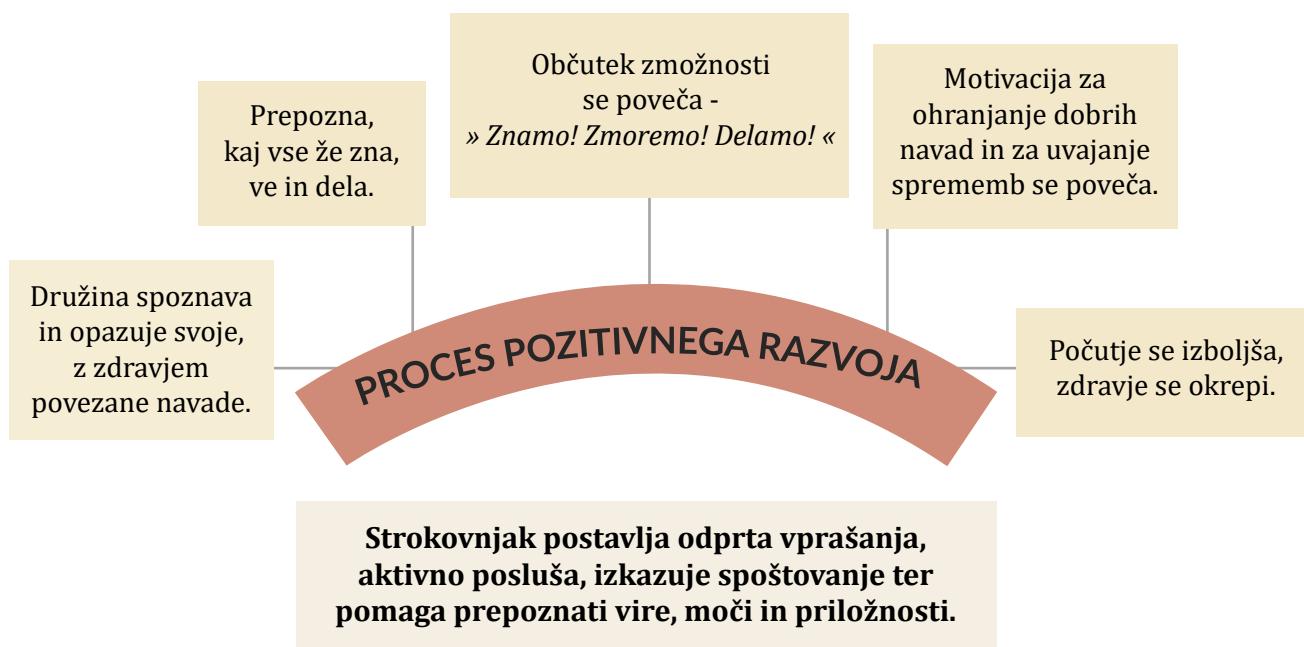 Družina spoznava
in opazuje svoje,
z zdravjem
povezane navade.
Prepozna,
kaj vse že zna,
ve in dela.
Občutek zmožnosti
se poveča -
» Znamo! Zmoremo! Delamo! «
Motivacija za
ohranjanje dobrih
navad in za uvajanje
sprememb se poveča.
Počutje se izboljša,
zdravje se okrepi.
PROCES POZITIVNEGA RAZVOJA
Strokovnjak postavlja odprta vprašanja,
aktivno posluša, izkazuje spoštovanje ter
pomaga prepoznati vire, moči in priložnosti.